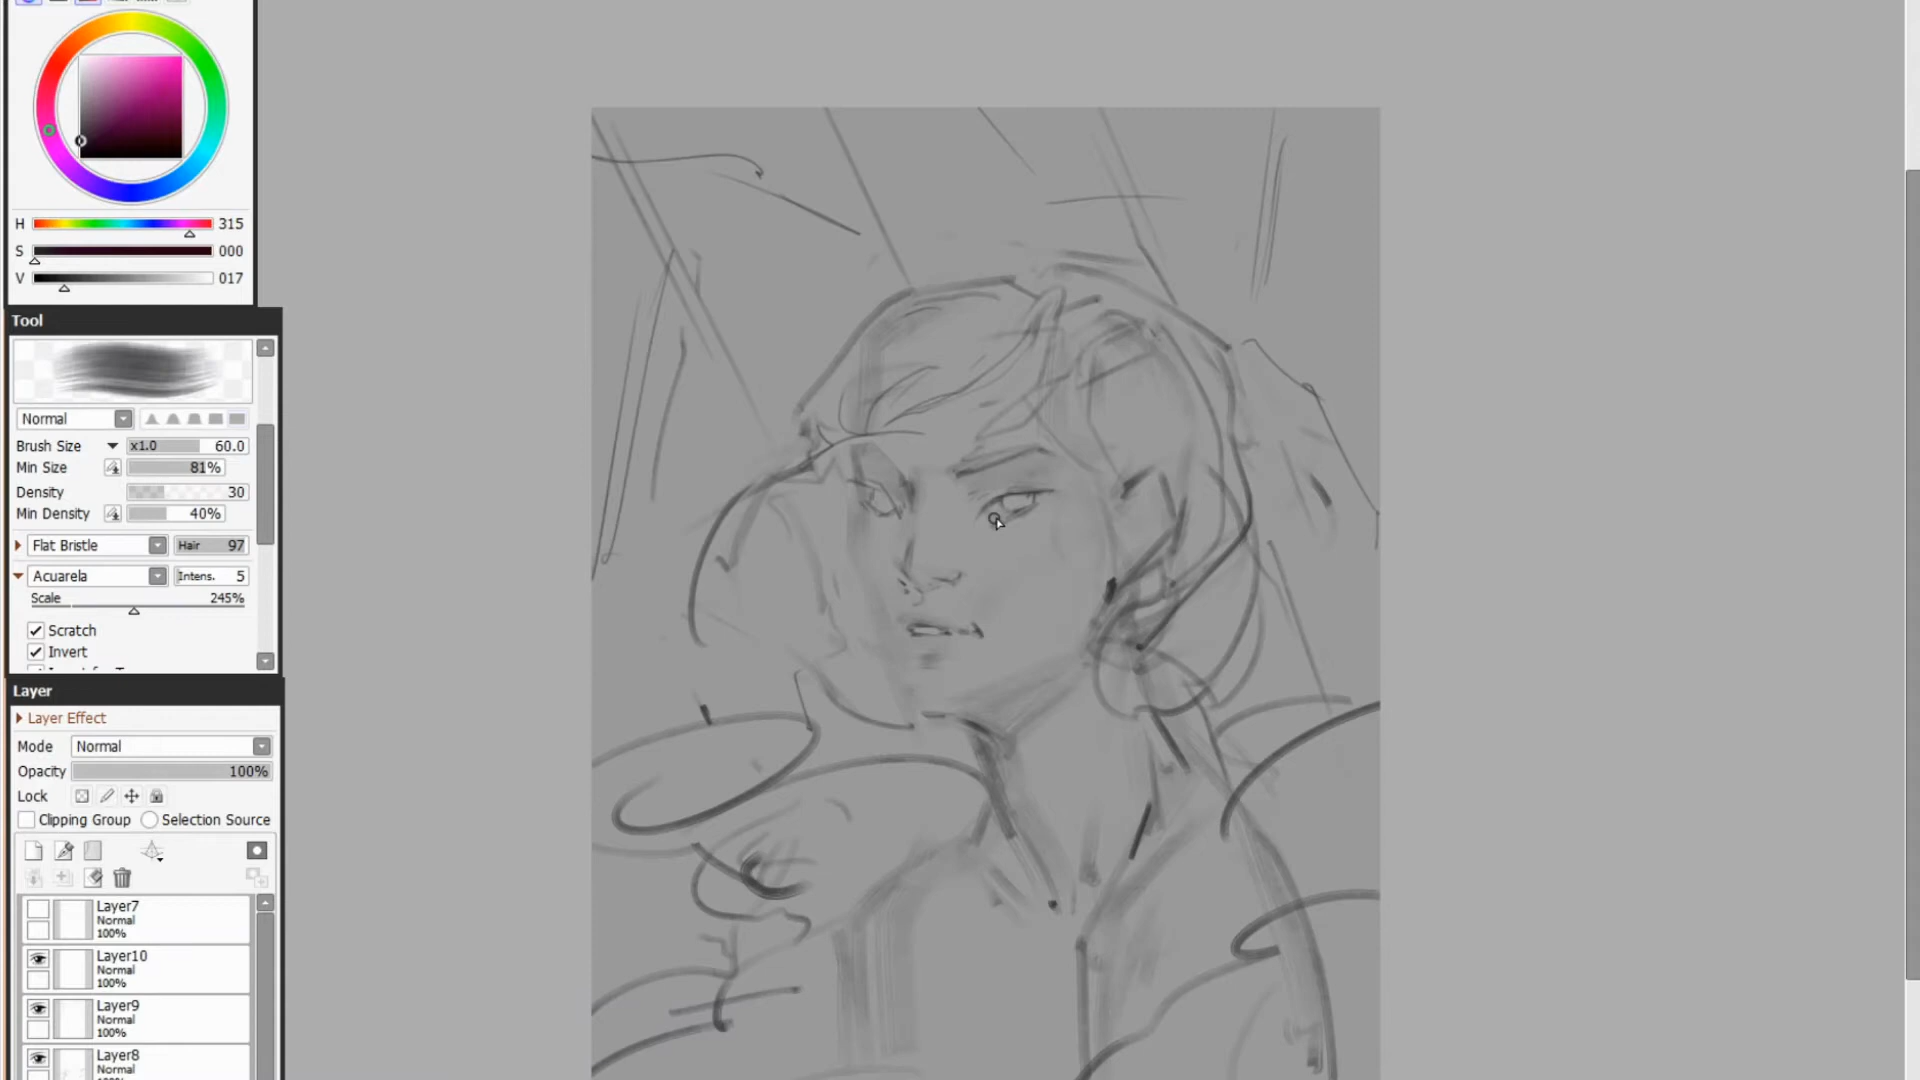 H 315
S 000
V 017
Tool
Normal
Brush Size x1.0 60.0
Min Size 81%
Density 30
Min Density 40%
Flat Bristle Hair 97
Acuarela Intens. 5
Scale 245%
Scratch
Invert
Layer
Layer Effect
Mode Normal
Opacity 100%
Lock
Clipping Group Selection Source
Layer7
Normal
100%
Layer10
Normal
100%
Layer9
Normal
100%
Layer8
Normal